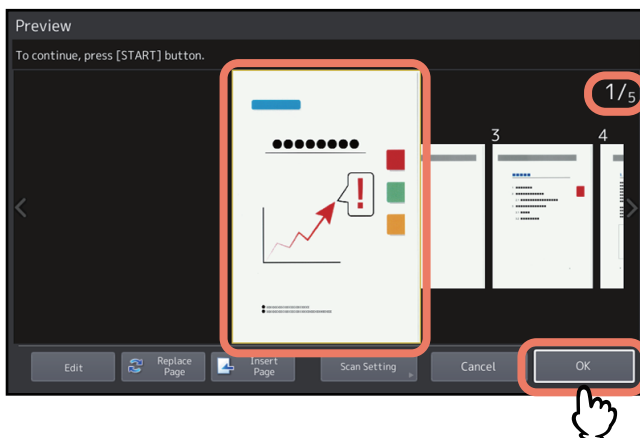 Preview
To continue, press [START] button.
1/5
3
4
!
Edit
Replace
Page
Insert
Page
Scan Setting
Cancel
OK